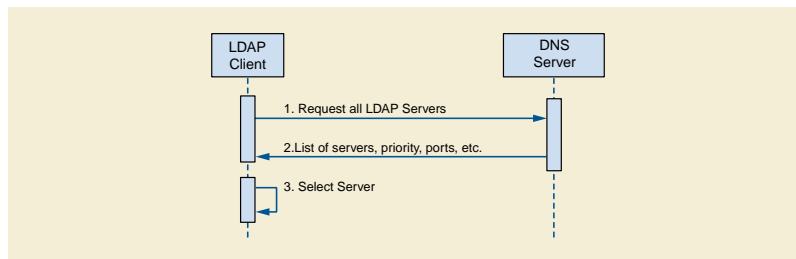 LDAP
Client
DNS
Server
1. Request all LDAP Servers
2.List of servers, priority, ports, etc.
3. Select Server